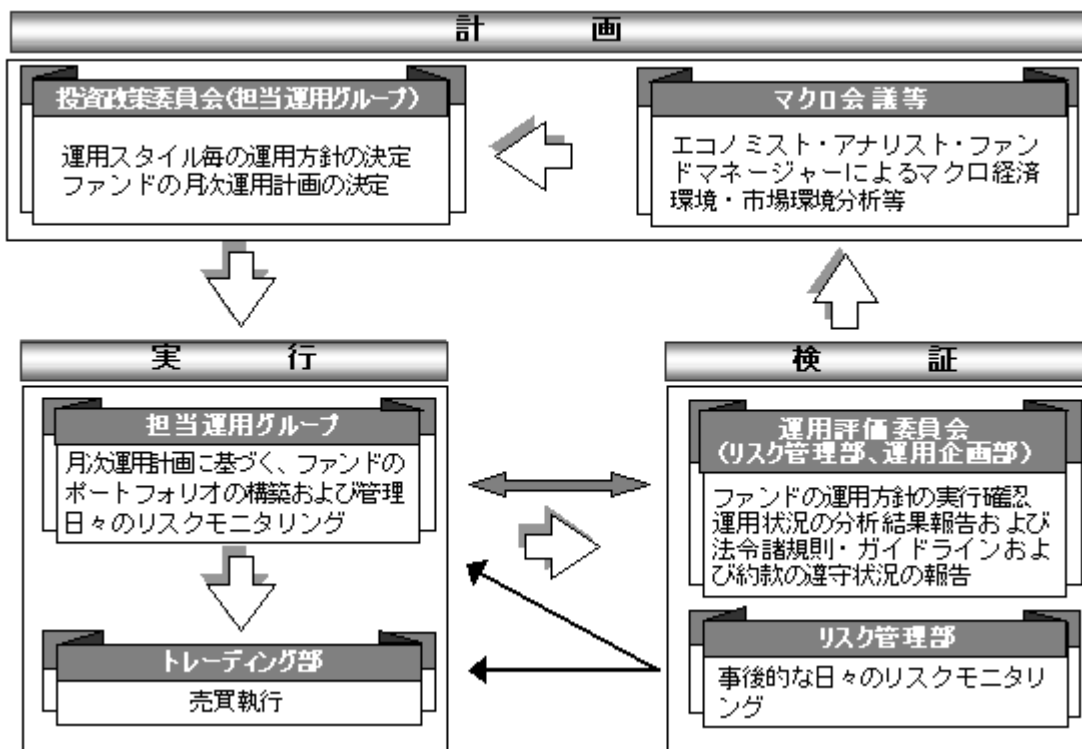 計 画
投資政策委員会(担当運用グループ)
運用スタイル毎の運用方針の決定
ファンドの月次運用計画の決定
マクロ会議等
エコノミスト・アナリスト・ファン
ドマネージャーによるマクロ経済
環境・市場環境分析等
実 行
担当運用グループ
月次運用計画に基づく、ファンドの
ポートフォリオの構築および管理
日々のリスクモニタリング
トレーディング部
売買執行
検 証
運用評価委員会
(リスク管理部、運用企画部)
ファンドの運用方針の実行確認
運用状況の分析結果報告および
法令諸規則・ガイドラインおよ
び約款の遵守状況の報告
リスク管理部
事後的な日々のリスクモニタリ
ング